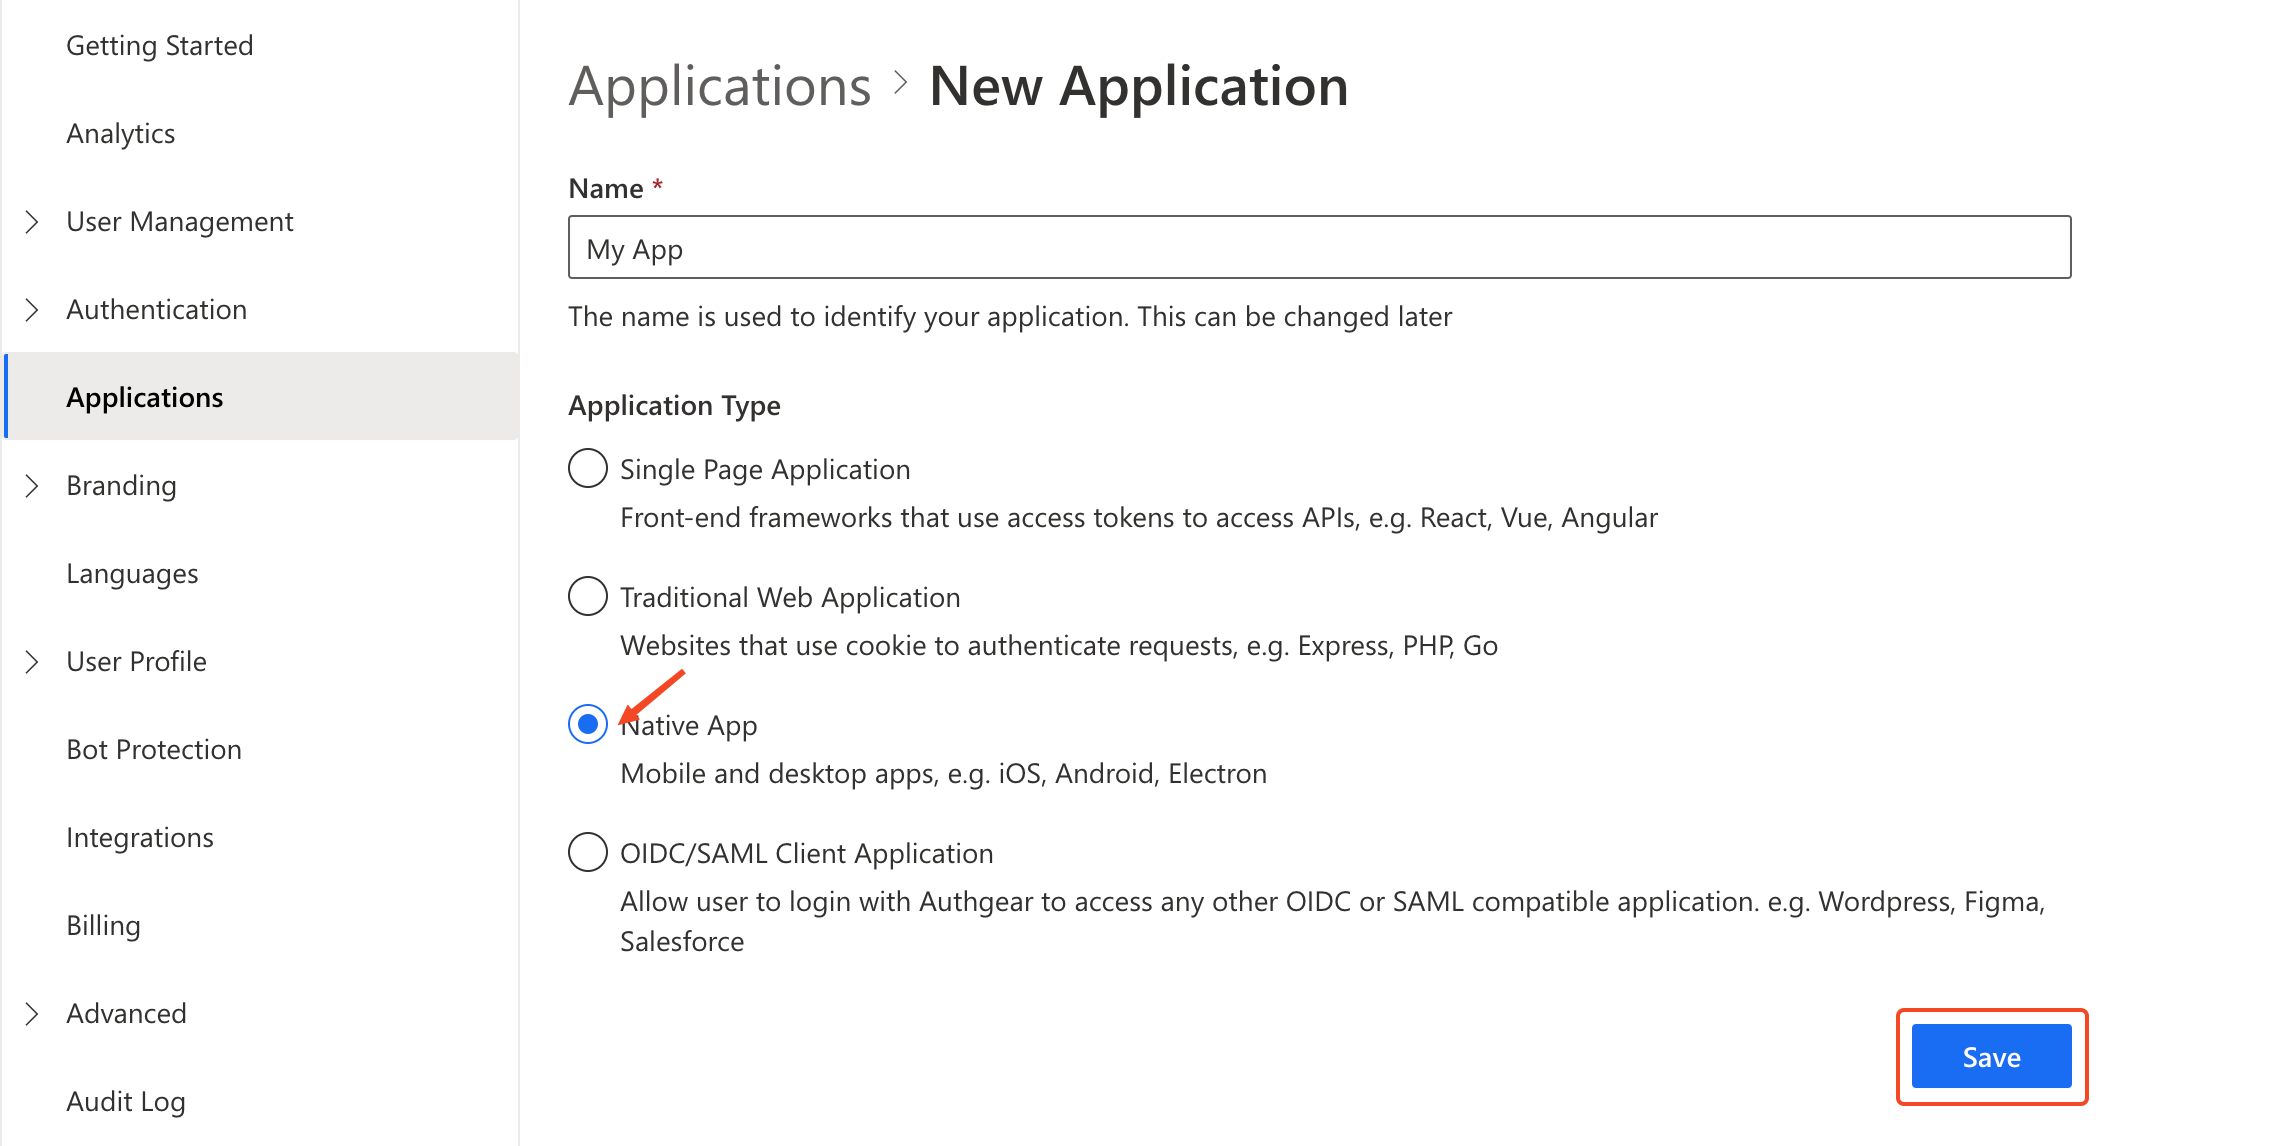 Getting Started
Analytics
User Management
Authentication
Applications
Branding
Languages
User Profile
Bot Protection
Integrations
Billing
Advanced
Audit Log
Applications > New Application
Name *
My App
The name is used to identify your application. This can be changed later
Application Type
Single Page Application
Front-end frameworks that use access tokens to access APIs, e.g. React, Vue, Angular
Traditional Web Application
Websites that use cookie to authenticate requests, e.g. Express, PHP, Go
Native App
Mobile and desktop apps, e.g. iOS, Android, Electron
OIDC/SAML Client Application
Allow user to login with Authgear to access any other OIDC or SAML compatible application. e.g. Wordpress, Figma,
Salesforce
Save